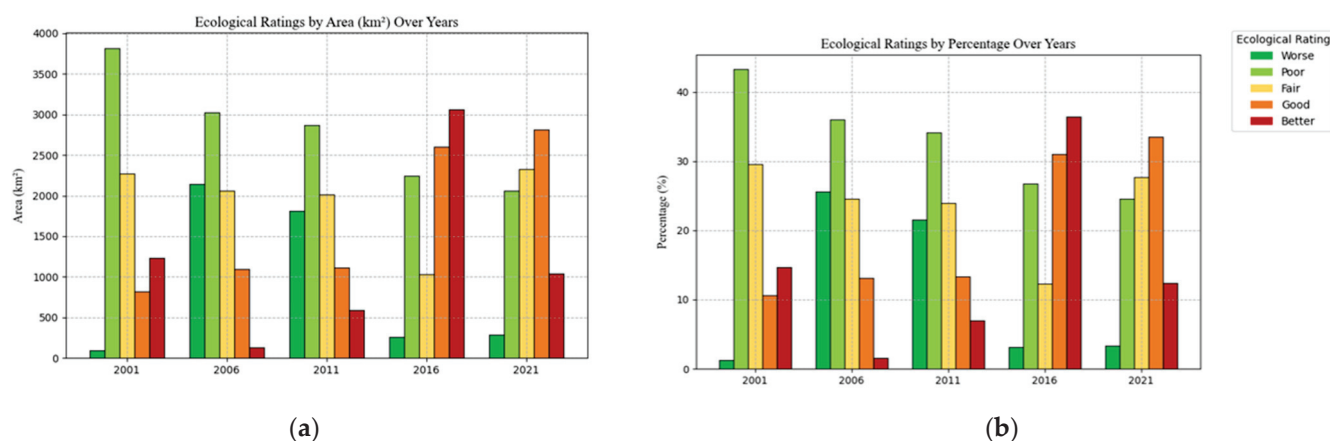 Ecological Ratings by Area (km²) Over Years
Area (km²)
4000
3500
3000
2500
2000
1500
1000
500
0
2001
2006
2011
2016
2021
(a)
Ecological Ratings by Percentage Over Years
Percentage (%)
40
30
20
10
0
2001
2006
2011
2016
2021
(b)
Ecological Rating
Worse
Poor
Fair
Good
Better